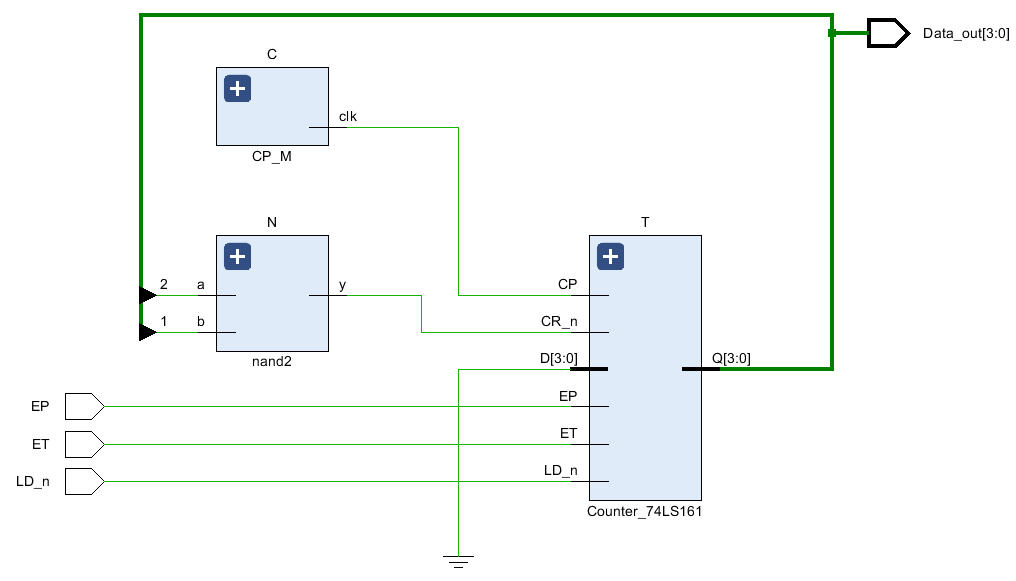 Data_out[3:0]
C
clk
CP_M
N
T
2 a y
CP
1 b
CR_n
nand2
D[3:0] Q[3:0]
EP EP
ET ET
LD_n LD_n
Counter_74LS161